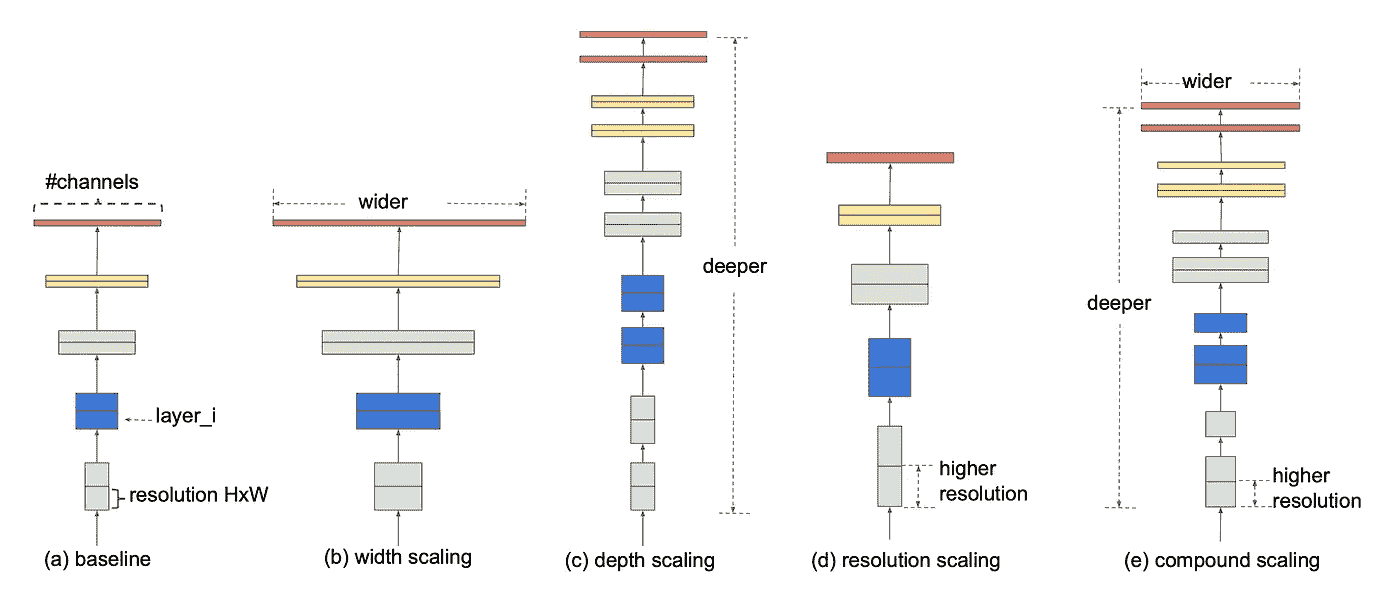 #channels
layer_i
resolution HxW
(a) baseline
wider
(b) width scaling
deeper
(c) depth scaling
higher
resolution
(d) resolution scaling
wider
deeper
higher
resolution
(e) compound scaling